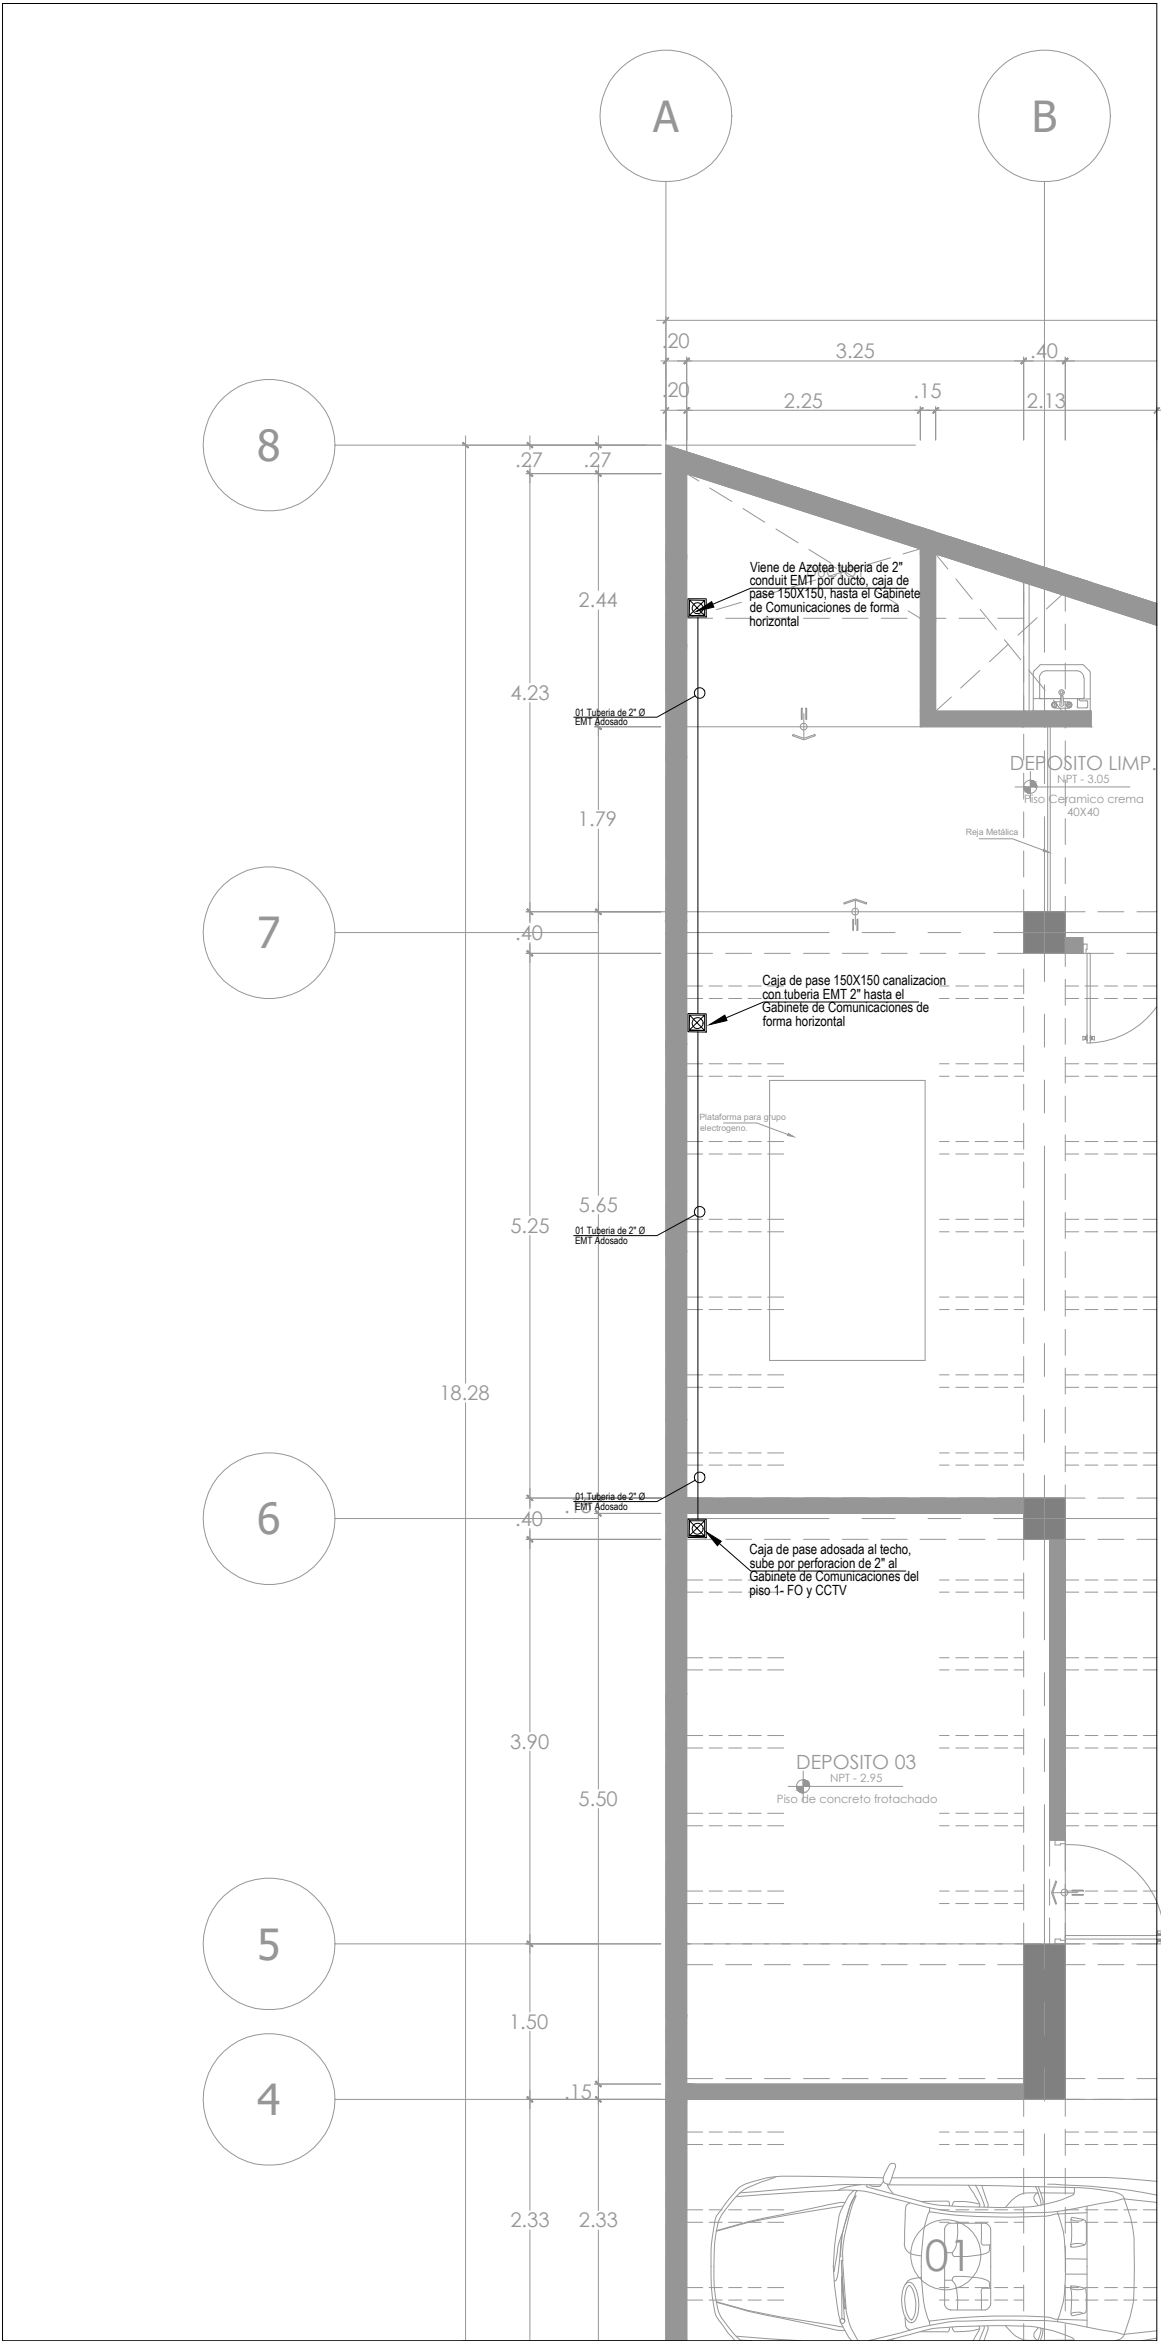 A
B
.20
3.25
.40
.20
2.25
.15
2.13
8
.27
.27
Viene de Azotea tuberia de 2"
conduit EMT por ducto, caja de
pase 150X150, hasta el Gabinete
de Comunicaciones de forma
horizontal
2.44
4.23
01 Tuberia de 2" Ø
EMT Adosado
DEPOSITO LIMP.
NPT - 3.05
Piso Ceramico crema
40X40
1.79
Reja Metálica
7
.40
Caja de pase 150X150 canalizacion
con tuberia EMT 2" hasta el
Gabinete de Comunicaciones de
forma horizontal
Plataforma para grupo
electrogeno.
5.65
5.25
01 Tuberia de 2" Ø
EMT Adosado
18.28
01 Tuberia de 2" Ø
EMT Adosado
6
.40
Caja de pase adosada al techo,
sube por perforacion de 2" al
Gabinete de Comunicaciones del
piso 1- FO y CCTV
3.90
DEPOSITO 03
NPT - 2.95
Piso de concreto frotachado
5.50
5
1.50
4
.15
2.33
2.33
01